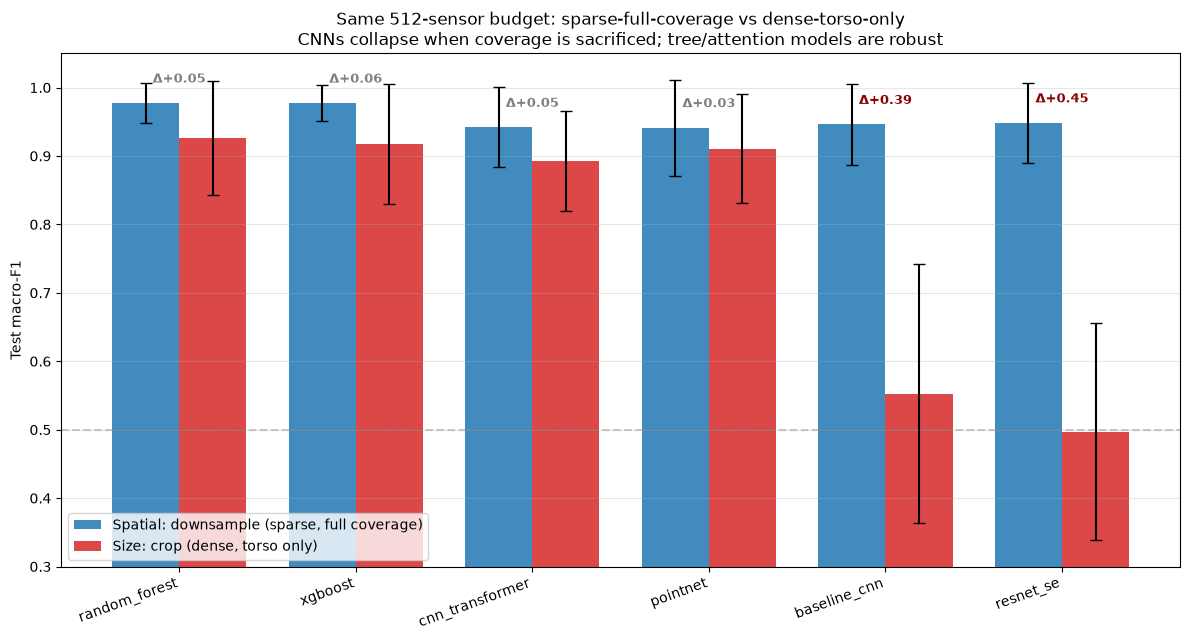 Same 512-sensor budget: sparse-full-coverage vs dense-torso-only
CNNs collapse when coverage is sacrificed; tree/attention models are robust
Δ+0.05
Δ+0.06
Δ+0.05
Δ+0.03
Δ+0.39
Δ+0.45
Test macro-F1
1.0
0.9
0.8
0.7
0.6
0.5
0.4
0.3
Spatial: downsample (sparse, full coverage)
Size: crop (dense, torso only)
random_forest
xgboost
cnn_transformer
pointnet
baseline_cnn
resnet_se